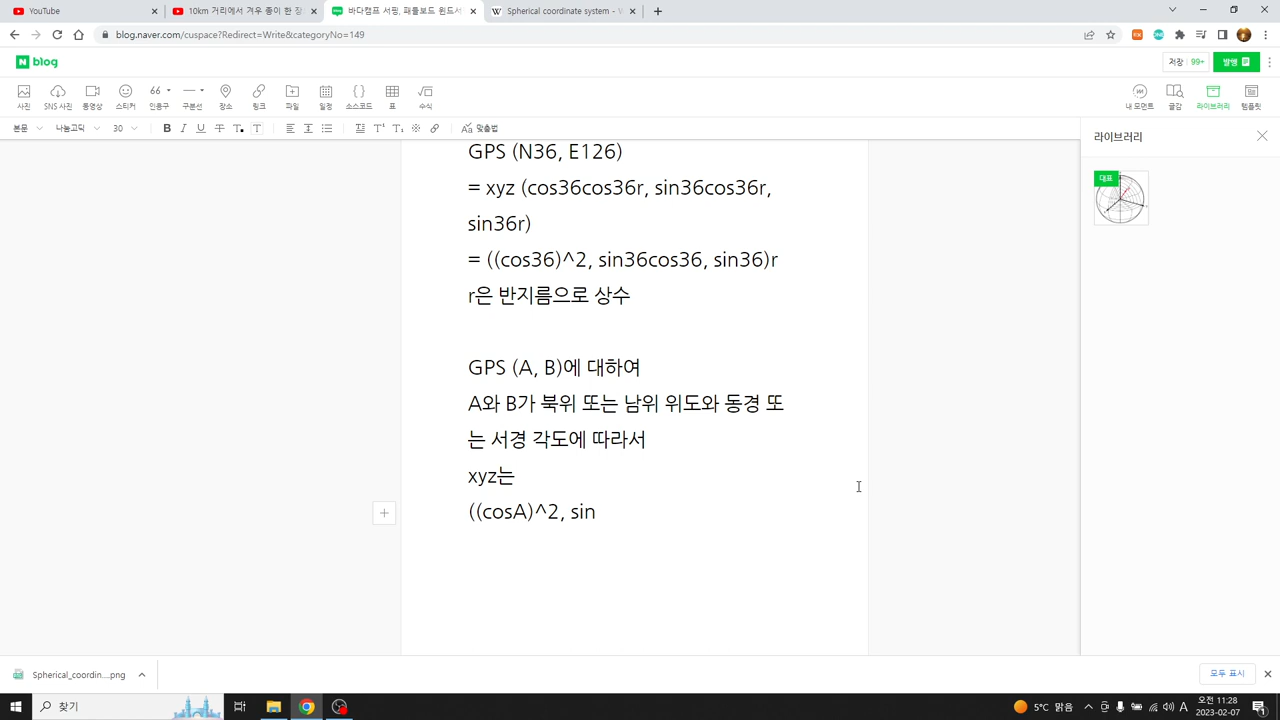 YouTube
10km 거리에서 겨우 종이 한 장
바다캠프 서핑, 패들보드 윈드서
Spherical coordinate system - W
blog.naver.com/cuspace?Redirect=Write&categoryNo=149
N blog
저장 99+ 발행
사진 SNS 사진 동영상 스티커 인용구 구분선 장소 링크 파일 일정 소스코드 표 수식 내 모먼트 글감 라이브러리 템플릿
본문 나눔고딕 30 B I U T T T T T 맞춤법
라이브러리
대표
GPS (N36, E126)
= xyz (cos36cos36r, sin36cos36r,
sin36r)
= ((cos36)^2, sin36cos36, sin36)r
r은 반지름으로 상수
GPS (A, B)에 대하여
A와 B가 북위 또는 남위 위도와 동경 또
는 서경 각도에 따라서
xyz는
((cosA)^2, sin
Spherical_coordin....png
모두 표시
찾기
5°C 맑음
A
오전 11:28
2023-02-07